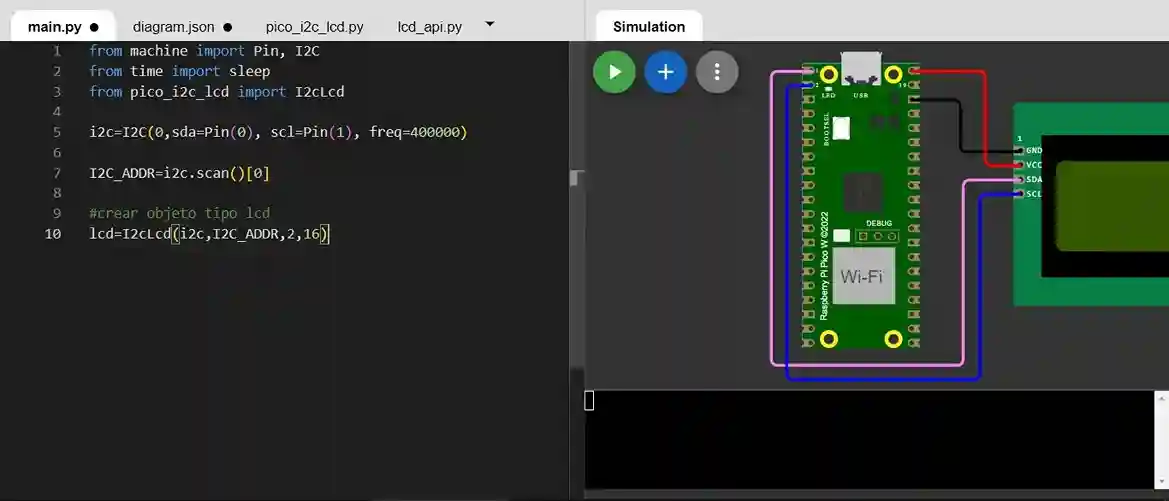 main.py ● diagram.json ● pico_i2c_lcd.py lcd_api.py
1 from machine import Pin, I2C
2 from time import sleep
3 from pico_i2c_lcd import I2cLcd
4
5 i2c=I2C(0,sda=Pin(0), scl=Pin(1), freq=400000)
6
7 I2C_ADDR=i2c.scan()[0]
8
9 #crear objeto tipo lcd
10 lcd=I2cLcd(i2c,I2C_ADDR,2,16)
Simulation
LED USB
BOOTSEL
DEBUG
Raspberry Pi Pico W ©2022
Wi-Fi
1
GND
VCC
SDA
SCL